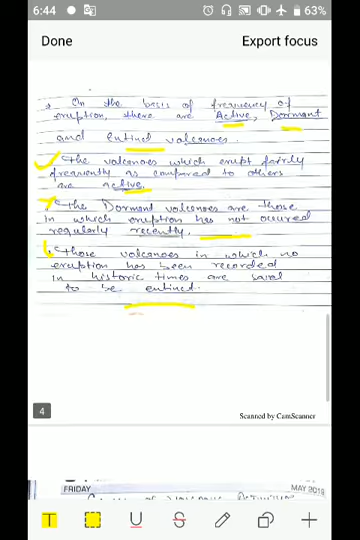 6:44
63%
Done
Export focus
→ On the basis of frequency of
eruption, there are Active, Dormant
and entined volcanoes.
The volcanoes which erupt fairly
frequently as compared to others
are active.
The Dormant volcanoes are those
in which eruption has not occured
regularly recently.
Those volcanoes in which no
eruption has been recorded
in historic times are said
to be entined.
4
Scanned by CamScanner
FRIDAY
MAY 2019
T
U
S